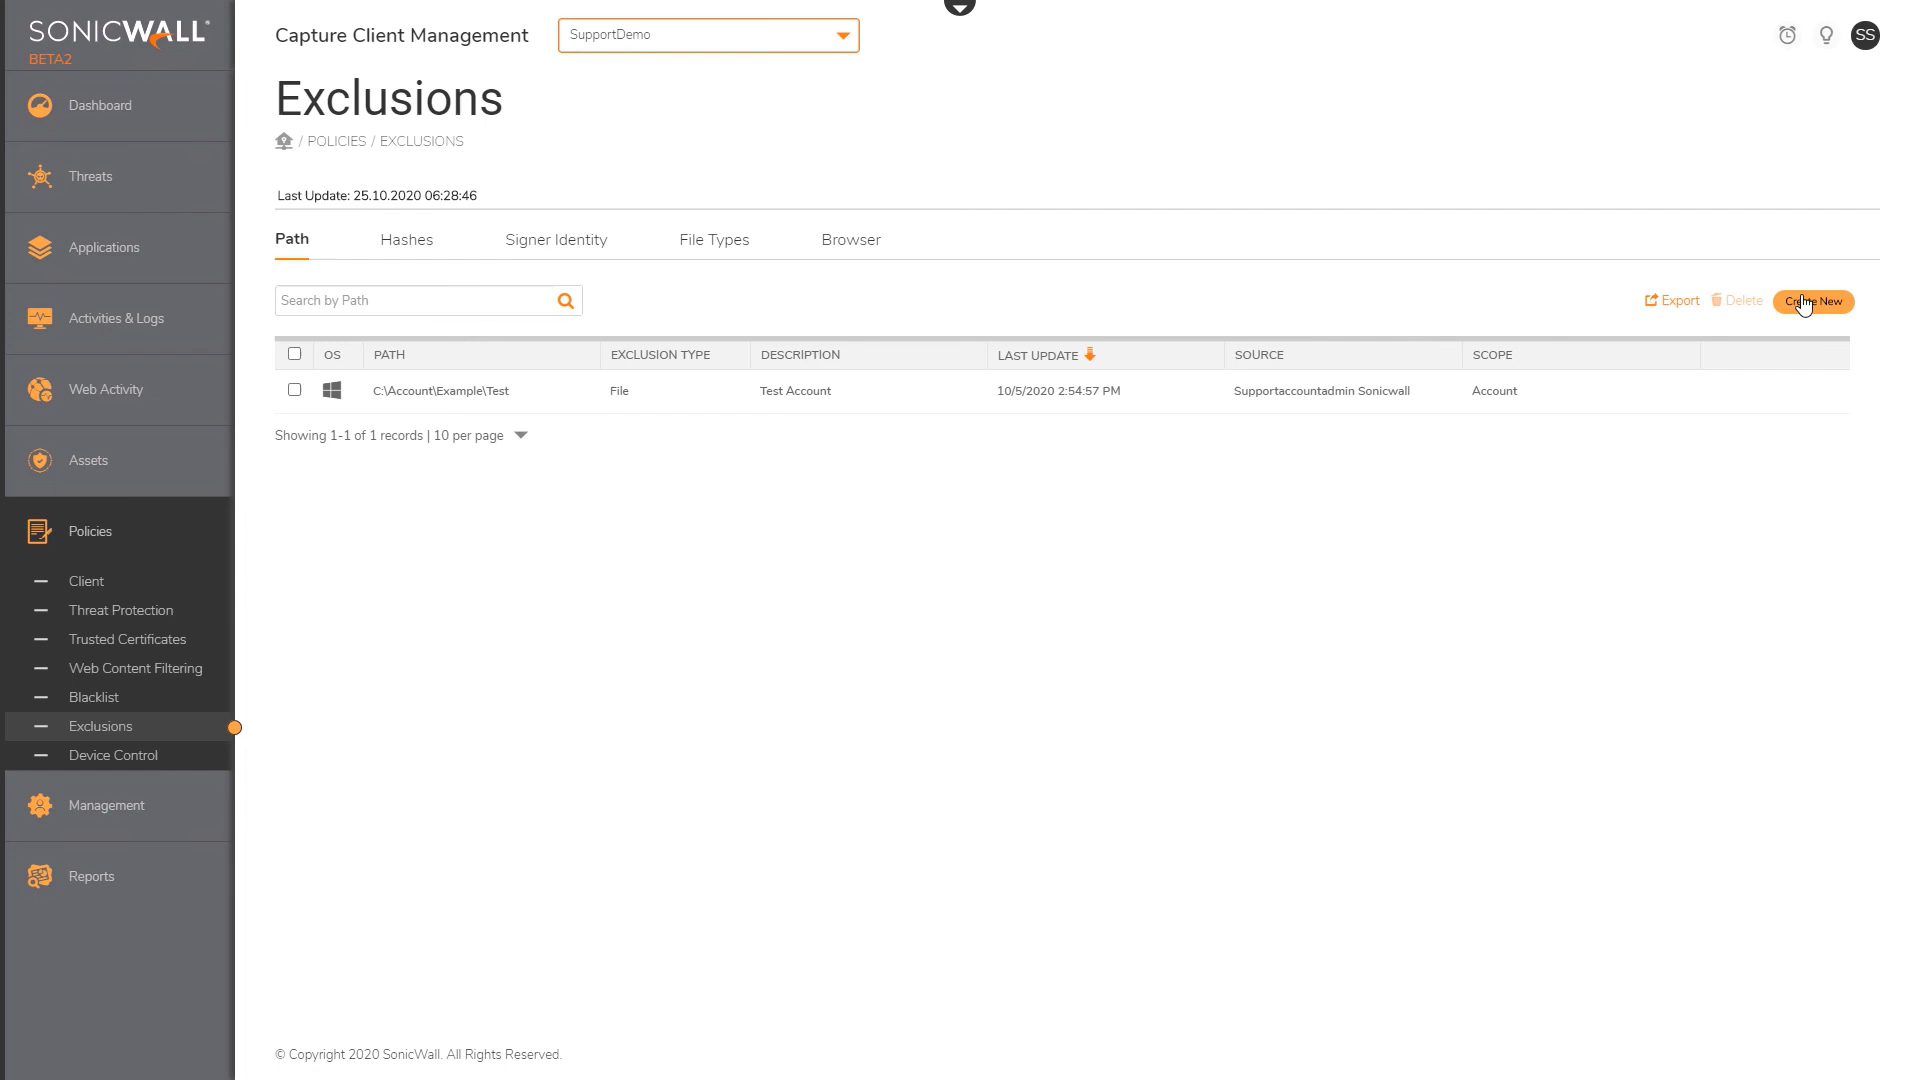 SONICWALL
BETA2
Capture Client Management
SupportDemo
SS
Exclusions
/ POLICIES / EXCLUSIONS
Last Update: 25.10.2020 06:28:46
Path Hashes Signer Identity File Types Browser
Search by Path
Export Delete Create New
OS PATH EXCLUSION TYPE DESCRIPTION LAST UPDATE SOURCE SCOPE
C:\Account\Example\Test File Test Account 10/5/2020 2:54:57 PM Supportaccountadmin Sonicwall Account
Showing 1-1 of 1 records | 10 per page
Dashboard
Threats
Applications
Activities & Logs
Web Activity
Assets
Policies
Client
Threat Protection
Trusted Certificates
Web Content Filtering
Blacklist
Exclusions
Device Control
Management
Reports
© Copyright 2020 SonicWall. All Rights Reserved.